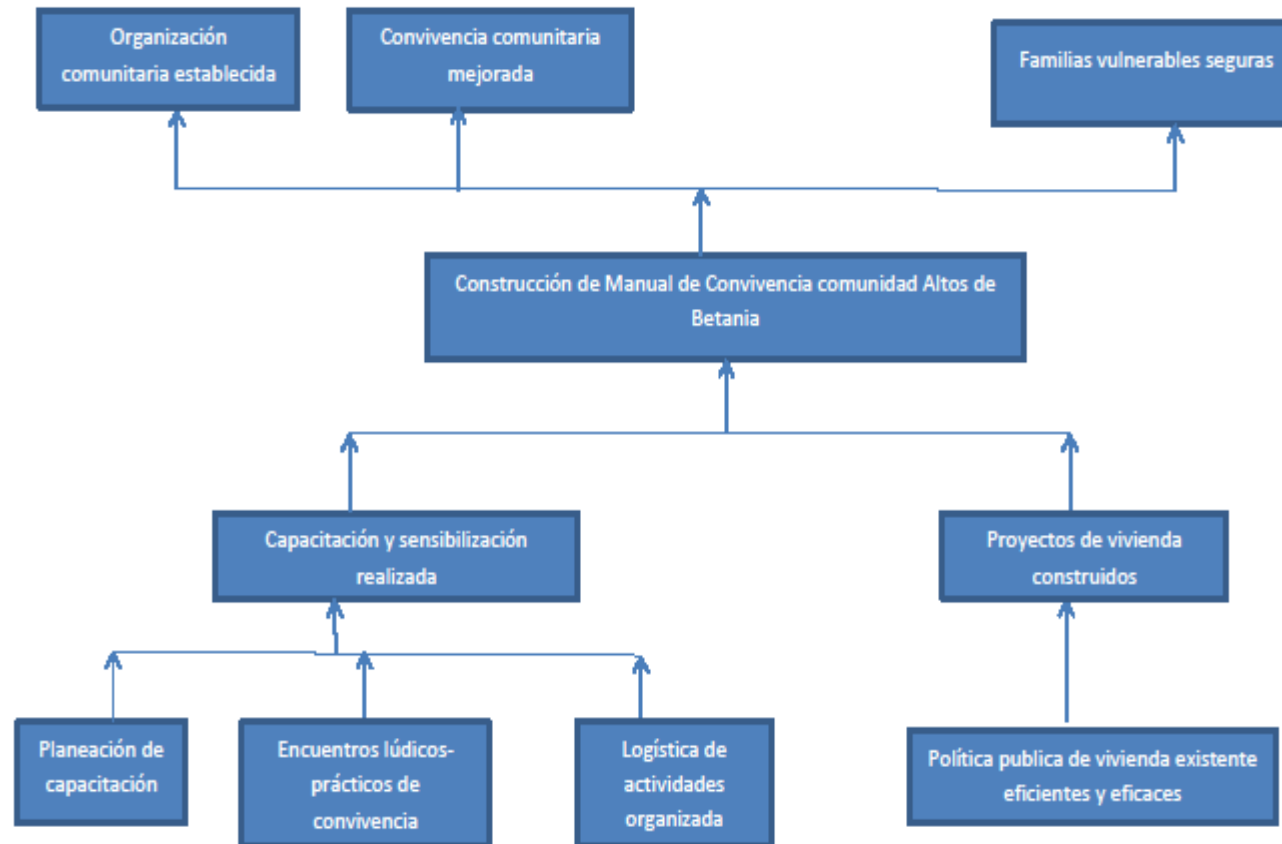 Organización
comunitaria establecida
Convivencia comunitaria
mejorada
Familias vulnerables seguras
Construcción de Manual de Convivencia comunidad Altos de
Betania
Capacitación y sensibilización
realizada
Proyectos de vivienda
construidos
Planeación de
capacitación
Encuentros lúdicos-
prácticos de
convivencia
Logística de
actividades
organizada
Política publica de vivienda existente
eficientes y eficaces